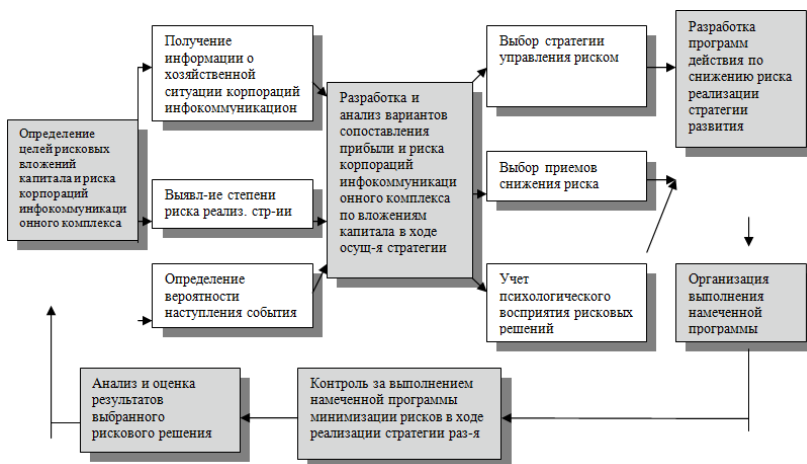 Определение
целей рисковых
вложений
капитала и риска
корпораций
инфокоммуникаци
онного комплекса
Получение
информации о
хозяйственной
ситуации корпораций
инфокоммуникацион
Выявл-ие степени
риска реализ. стр-ии
Определение
вероятности
наступления события
Разработка и
анализ вариантов
сопоставления
прибыли и риска
корпораций
инфокоммуникаци
онного комплекса
по вложениям
капитала в ходе
осущ-я стратегии
Выбор стратегии
управления риском
Выбор приемов
снижения риска
Учет
психологического
восприятия рисковых
решений
Разработка
программ
действия по
снижению риска
реализации
стратегии
развития
Организация
выполнения
намеченной
программы
Контроль за выполнением
намеченной программы
минимизации рисков в ходе
реализации стратегии раз-я
Анализ и оценка
результатов
выбранного
рискового решения